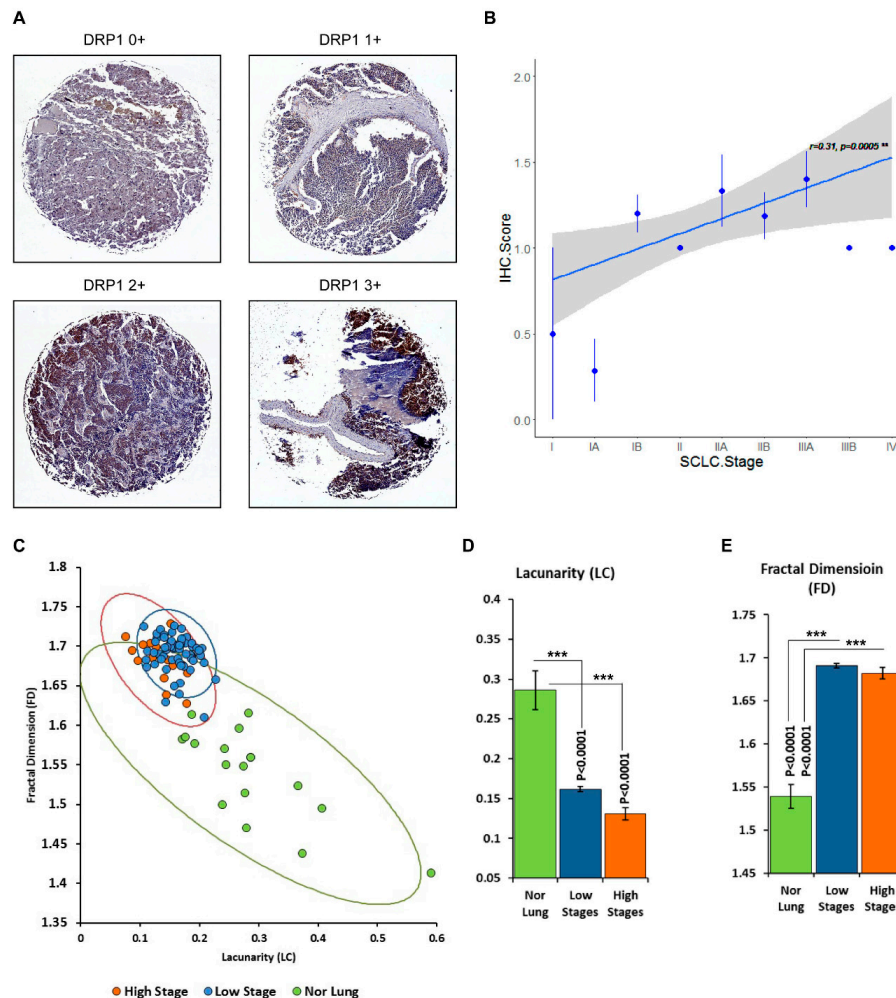 A
DRP1 0+
DRP1 1+
DRP1 2+
DRP1 3+
B
IHC.Score
2.0
1.5
1.0
0.5
0.0
r=0.31, p=0.0005 **
I
IA
IB
II
IIA
IIB
IIIA
IIIB
IV
SCLC.Stage
C
Fractal Dimension (FD)
1.8
1.75
1.7
1.65
1.6
1.55
1.5
1.45
1.4
1.35
0
0.1
0.2
0.3
0.4
0.5
0.6
Lacunarity (LC)
High Stage
Low Stage
Nor Lung
D
Lacunarity (LC)
0.4
0.35
0.3
0.25
0.2
0.15
0.1
0.05
***
***
P<0.0001
P<0.0001
Nor Lung
Low Stages
High Stages
E
Fractal Dimensioin
(FD)
1.75
1.7
1.65
1.6
1.55
1.5
1.45
***
***
P<0.0001
P<0.0001
Nor Lung
Low Stages
High Stages